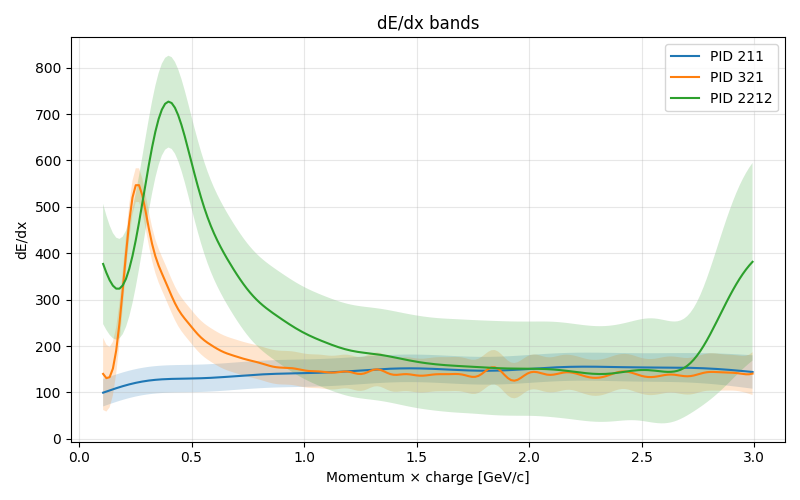 dE/dx bands
PID 211
PID 321
PID 2212
dE/dx
800
700
600
500
400
300
200
100
0
0.0 0.5 1.0 1.5 2.0 2.5 3.0
Momentum × charge [GeV/c]